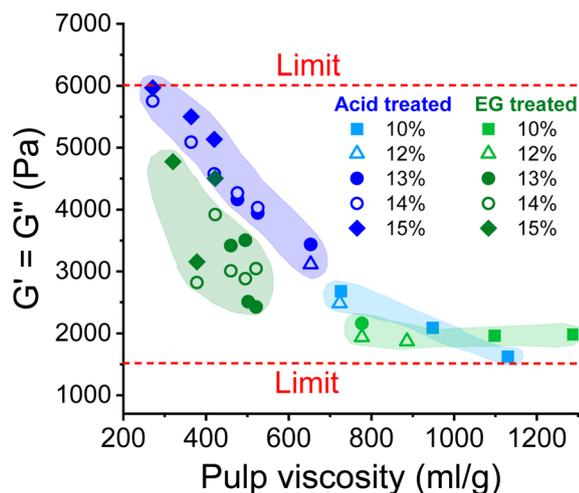 7000
6000
5000
4000
3000
2000
1000
G' = G" (Pa)
Limit
Acid treated EG treated
10% 10%
12% 12%
13% 13%
14% 14%
15% 15%
Limit
200 400 600 800 1000 1200
Pulp viscosity (ml/g)